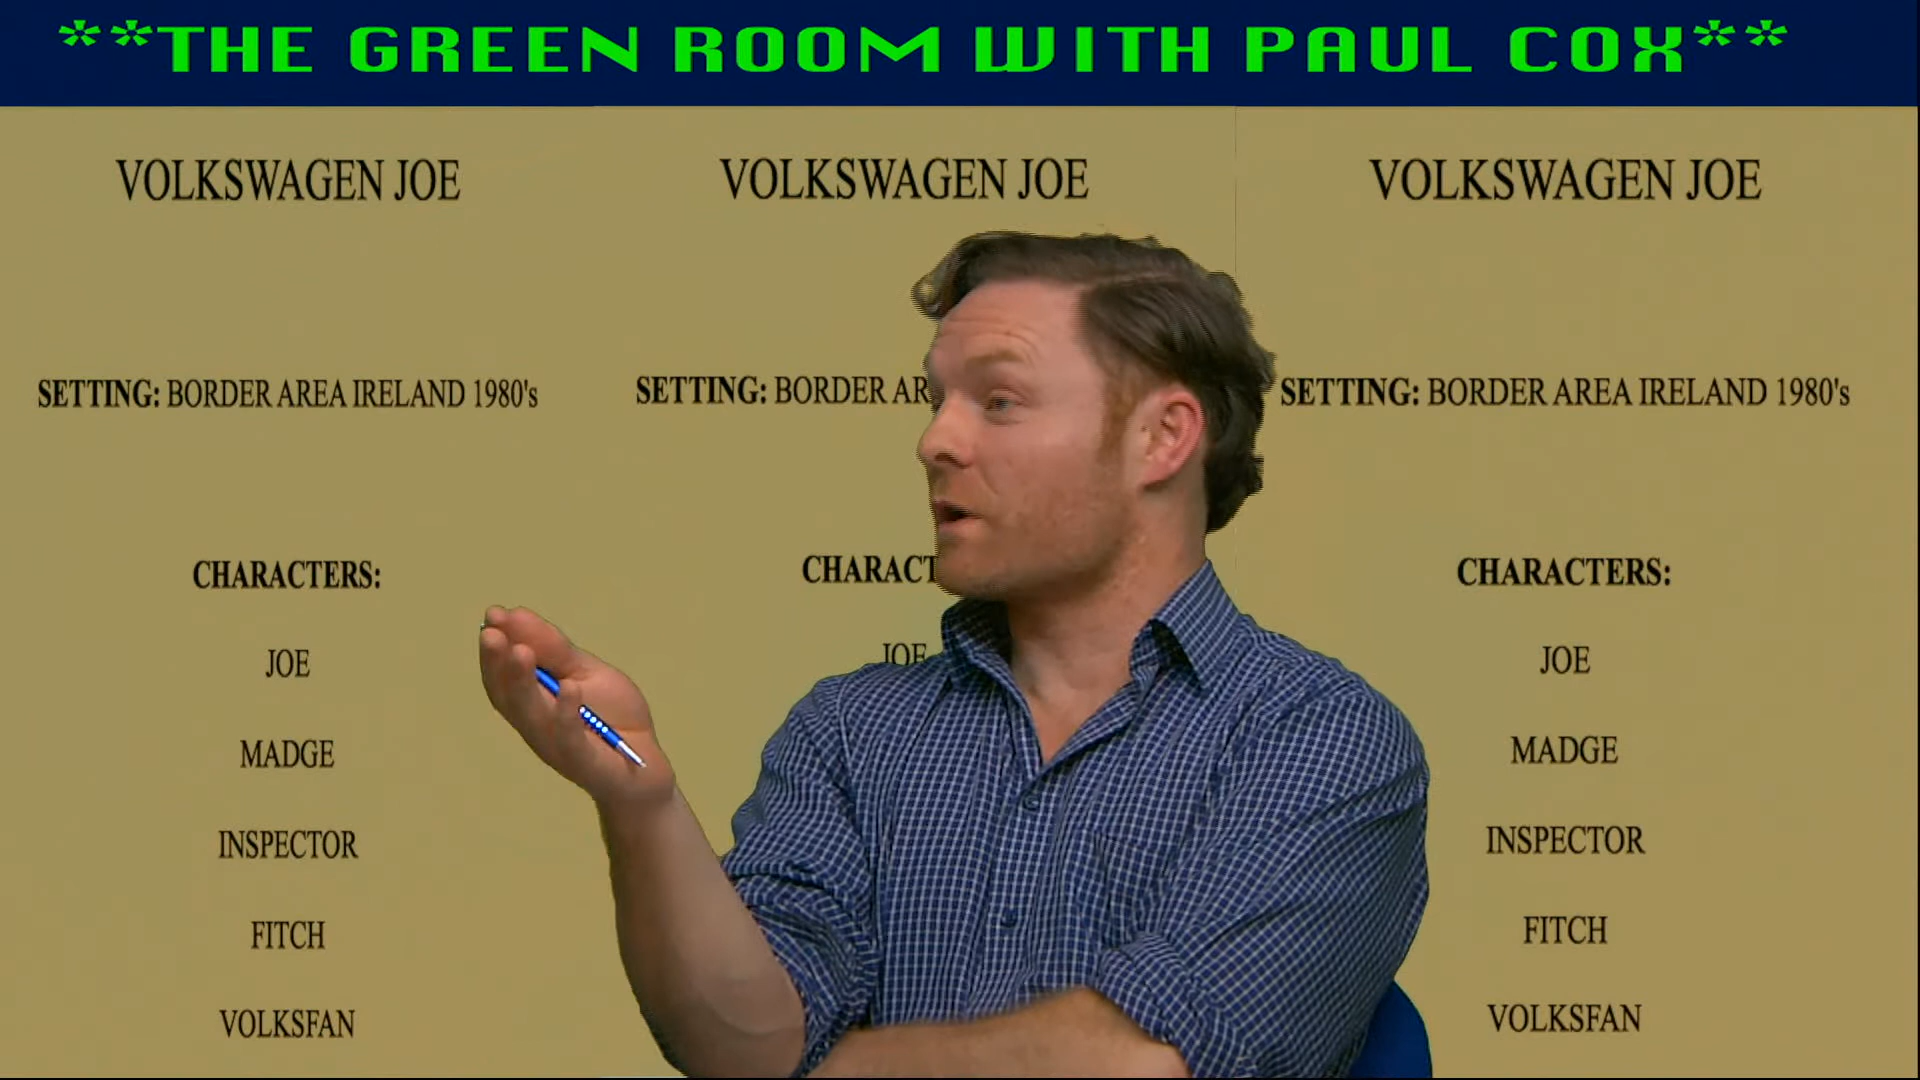 **THE GREEN ROOM WITH PAUL COX**
VOLKSWAGEN JOE
SETTING: BORDER AREA IRELAND 1980's
CHARACTERS:
JOE
MADGE
INSPECTOR
FITCH
VOLKSFAN
VOLKSWAGEN JOE
SETTING: BORDER AR
CHARACT
JOE
VOLKSWAGEN JOE
SETTING: BORDER AREA IRELAND 1980's
CHARACTERS:
JOE
MADGE
INSPECTOR
FITCH
VOLKSFAN